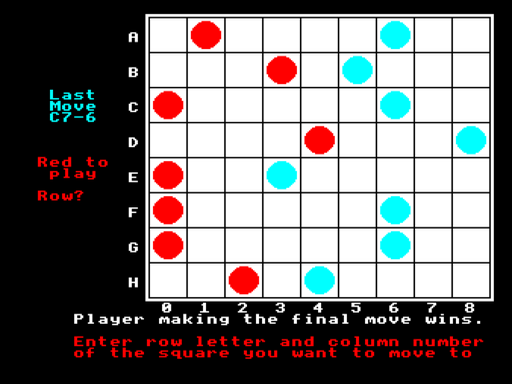 A
B
Last
Move
C7-6
C
D
Red to
play
E
Row?
F
G
H
0 1 2 3 4 5 6 7 8
Player making the final move wins.
Enter row letter and column number
of the square you want to move to